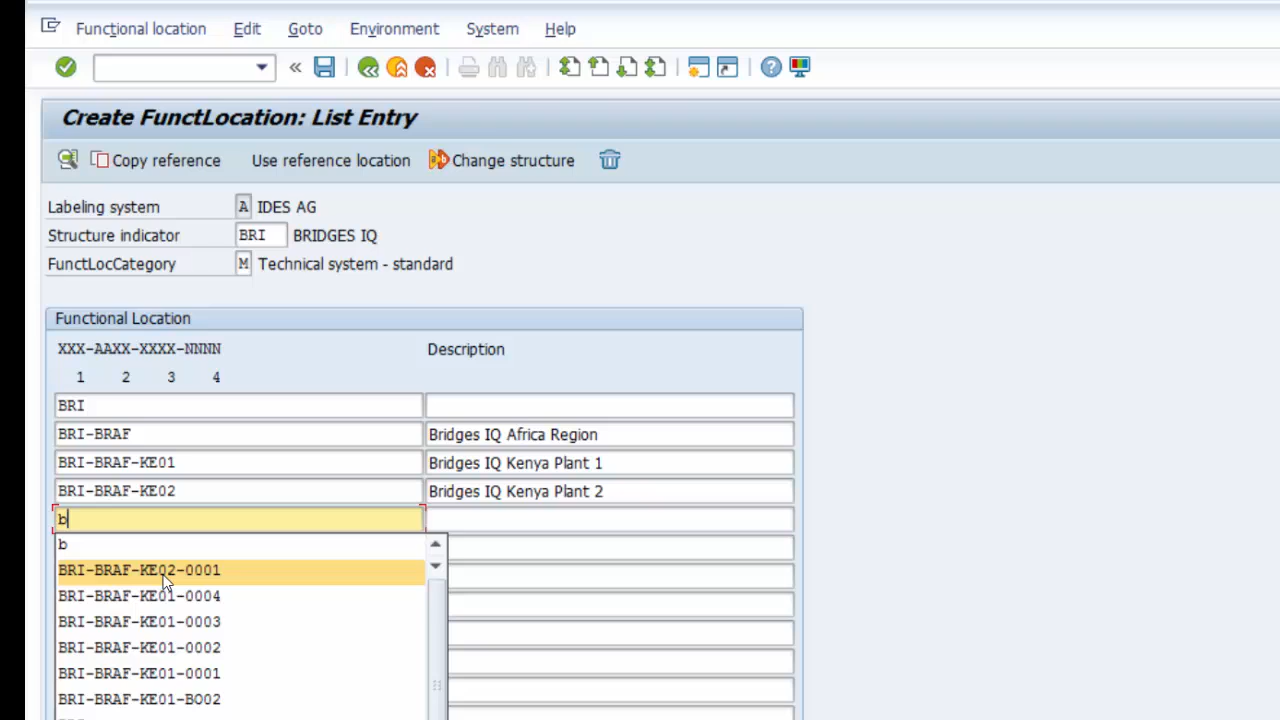 Functional location Edit Goto Environment System Help
Create FunctLocation: List Entry
Copy reference Use reference location Change structure
Labeling system A IDES AG
Structure indicator BRI BRIDGES IQ
FunctLocCategory M Technical system - standard
Functional Location
XXX-AAXX-XXXX-NNNN Description
1 2 3 4
BRI
BRI-BRAF Bridges IQ Africa Region
BRI-BRAF-KE01 Bridges IQ Kenya Plant 1
BRI-BRAF-KE02 Bridges IQ Kenya Plant 2
b
b
BRI-BRAF-KE02-0001
BRI-BRAF-KE01-0004
BRI-BRAF-KE01-0003
BRI-BRAF-KE01-0002
BRI-BRAF-KE01-0001
BRI-BRAF-KE01-BO02